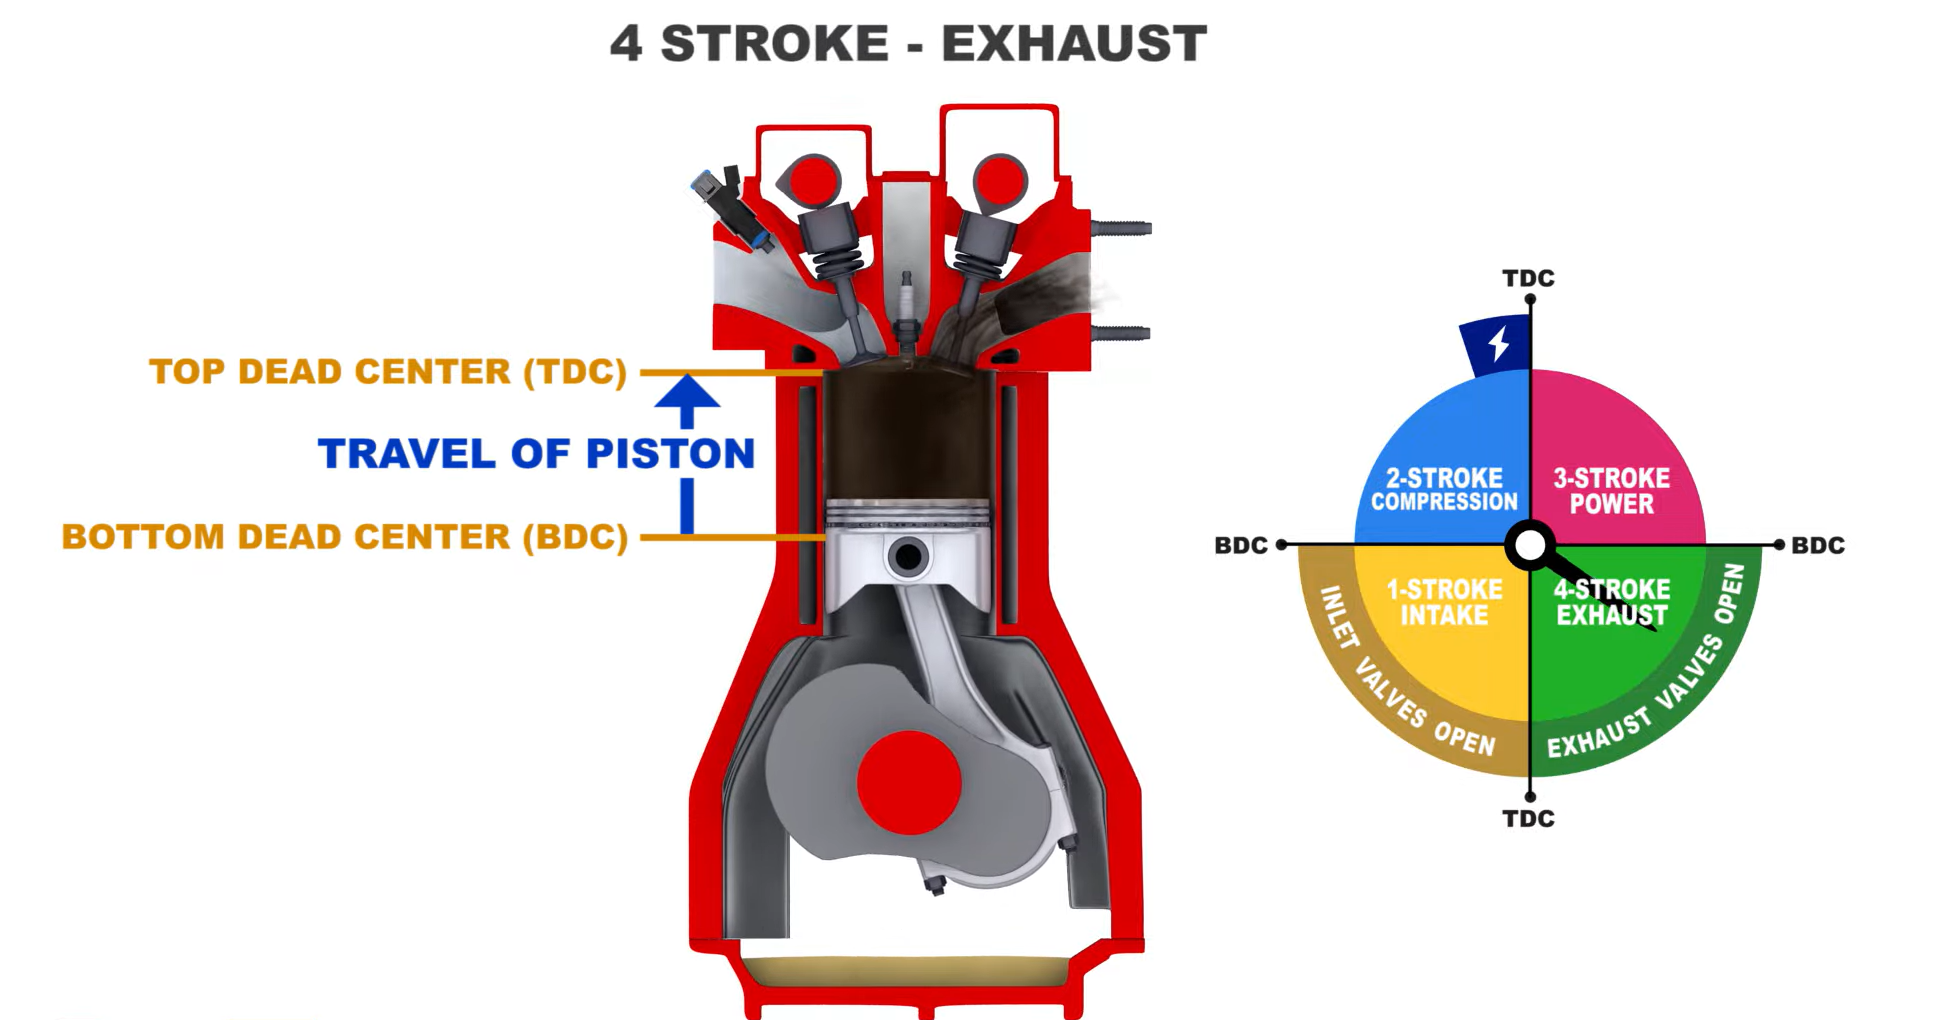 4 STROKE - EXHAUST
TOP DEAD CENTER (TDC)
TRAVEL OF PISTON
BOTTOM DEAD CENTER (BDC)
TDC
2-STROKE
COMPRESSION
3-STROKE
POWER
BDC
BDC
1-STROKE
INTAKE
4-STROKE
EXHAUST
INLET VALVES OPEN
EXHAUST VALVES OPEN
TDC